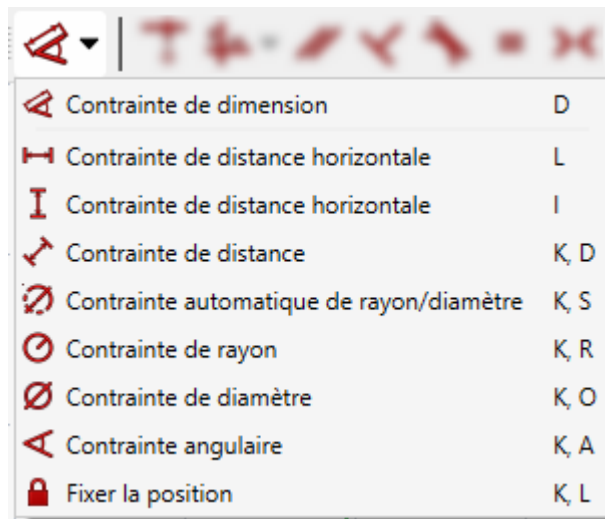 Contrainte de dimension D
Contrainte de distance horizontale L
Contrainte de distance horizontale I
Contrainte de distance K, D
Contrainte automatique de rayon/diamètre K, S
Contrainte de rayon K, R
Contrainte de diamètre K, O
Contrainte angulaire K, A
Fixer la position K, L